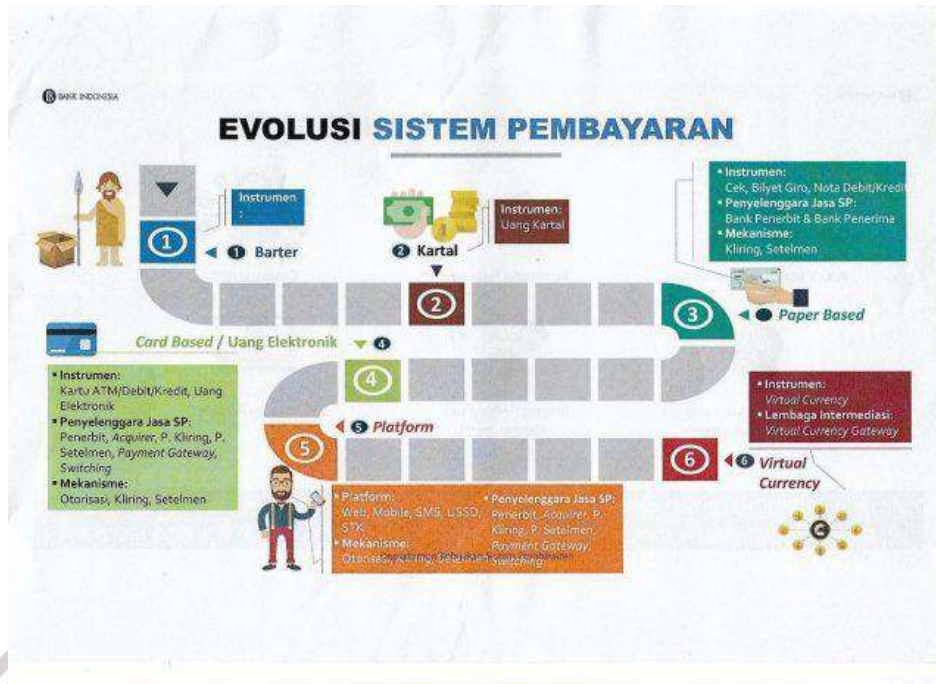 BANK INDONESIA
EVOLUSI SISTEM PEMBAYARAN
1
Instrumen
:
1 Barter
Instrumen:
Uang Kartal
2 Kartal
2
▪ Instrumen:
Cek, Bilyet Giro, Nota Debit/Kredit
▪ Penyelenggara Jasa SP:
Bank Penerbit & Bank Penerima
▪ Mekanisme:
Kliring, Setelmen
3
Paper Based
Card Based / Uang Elektronik 4
4
▪ Instrumen:
Kartu ATM/Debit/Kredit, Uang
Elektronik
▪ Penyelenggara Jasa SP:
Penerbit, Acquirer, P. Kliring, P.
Setelmen, Payment Gateway,
Switching
▪ Mekanisme:
Otorisasi, Kliring, Setelmen
5
5 Platform
▪ Platform:
Web, Mobile, SMS, USSD,
STK
▪ Mekanisme:
Otorisasi, Kliring, Setelmen
▪ Penyelenggara Jasa SP:
Penerbit, Acquirer, P.
Kliring, P. Setelmen,
Payment Gateway,
Switching
▪ Instrumen:
Virtual Currency
▪ Lembaga Intermediasi:
Virtual Currency Gateway
6
6 Virtual
Currency